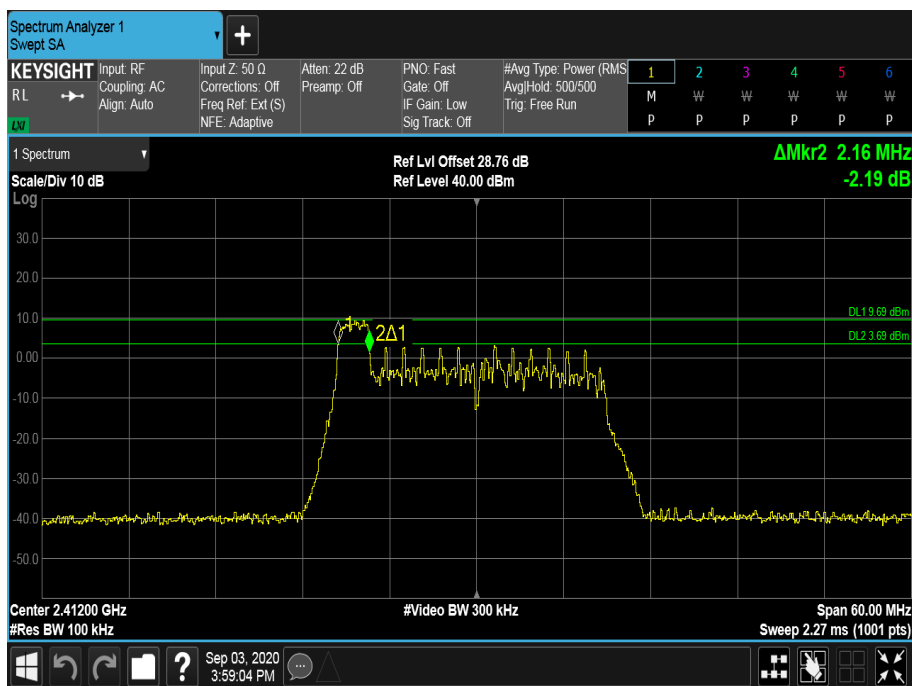 Spectrum Analyzer 1
Swept SA
+
KEYSIGHT
RL
LXI
Input: RF
Coupling: AC
Align: Auto
Input Z: 50 Ω
Corrections: Off
Freq Ref: Ext (S)
NFE: Adaptive
Atten: 22 dB
Preamp: Off
PNO: Fast
Gate: Off
IF Gain: Low
Sig Track: Off
#Avg Type: Power (RMS
Avg|Hold: 500/500
Trig: Free Run
1 2 3 4 5 6
M W W W W W
P P P P P P
1 Spectrum
Scale/Div 10 dB
Ref Lvl Offset 28.76 dB
Ref Level 40.00 dBm
ΔMkr2 2.16 MHz
-2.19 dB
Log
30.0
20.0
10.0
0.00
-10.0
-20.0
-30.0
-40.0
-50.0
DL1 9.69 dBm
DL2 3.69 dBm
1
2Δ1
Center 2.41200 GHz
#Res BW 100 kHz
#Video BW 300 kHz
Span 60.00 MHz
Sweep 2.27 ms (1001 pts)
?
Sep 03, 2020
3:59:04 PM